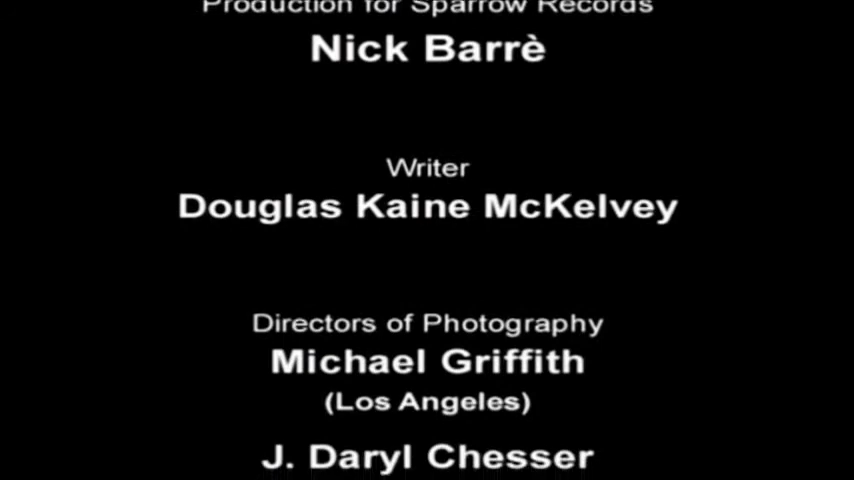 Production for Sparrow Records
Nick Barrè
Writer
Douglas Kaine McKelvey
Directors of Photography
Michael Griffith
(Los Angeles)
J. Daryl Chesser